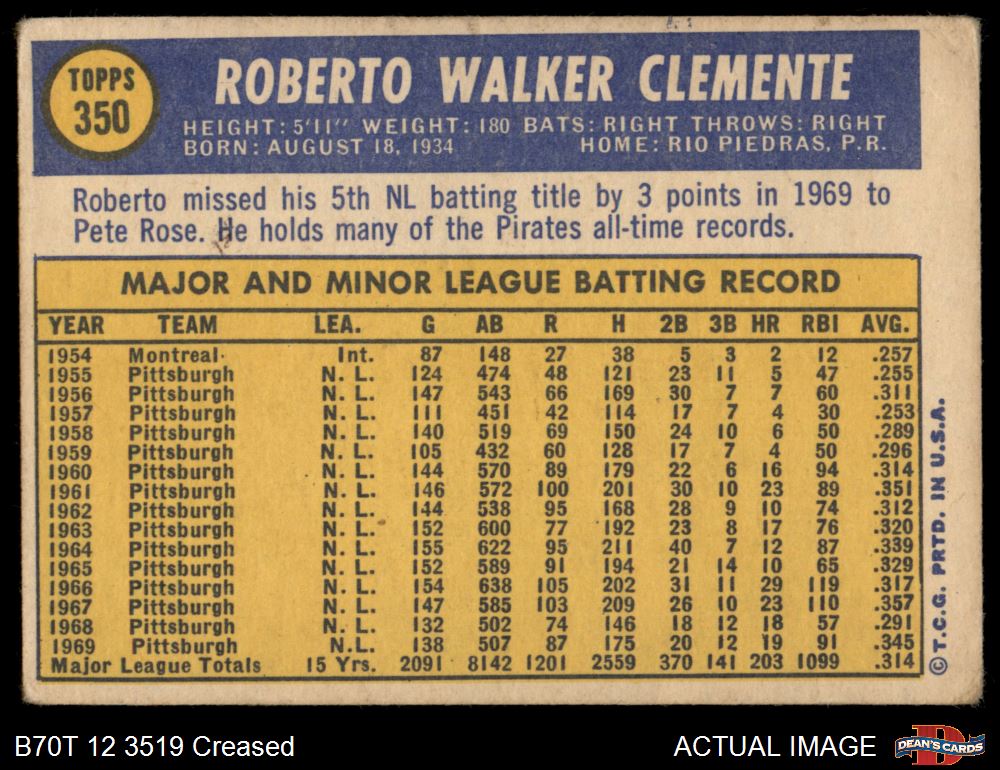 TOPPS
350
ROBERTO WALKER CLEMENTE
HEIGHT: 5'11" WEIGHT: 180 BATS: RIGHT THROWS: RIGHT
BORN: AUGUST 18, 1934 HOME: RIO PIEDRAS, P.R.
Roberto missed his 5th NL batting title by 3 points in 1969 to
Pete Rose. He holds many of the Pirates all-time records.
MAJOR AND MINOR LEAGUE BATTING RECORD
YEAR TEAM LEA. G AB R H 2B 3B HR RBI AVG.
1954 Montreal Int. 87 148 27 38 5 3 2 12 .257
1955 Pittsburgh N. L. 124 474 48 121 23 11 5 47 .255
1956 Pittsburgh N. L. 147 543 66 169 30 7 7 60 .311
1957 Pittsburgh N. L. 111 451 42 114 17 7 4 30 .253
1958 Pittsburgh N. L. 140 519 69 150 24 10 6 50 .289
1959 Pittsburgh N. L. 105 432 60 128 17 7 4 50 .296
1960 Pittsburgh N. L. 144 570 89 179 22 6 16 94 .314
1961 Pittsburgh N. L. 146 572 100 201 30 10 23 89 .351
1962 Pittsburgh N. L. 144 538 95 168 28 9 10 74 .312
1963 Pittsburgh N. L. 152 600 77 192 23 8 17 76 .320
1964 Pittsburgh N. L. 155 622 95 211 40 7 12 87 .339
1965 Pittsburgh N. L. 152 589 91 194 21 14 10 65 .329
1966 Pittsburgh N. L. 154 638 105 202 31 11 29 119 .317
1967 Pittsburgh N. L. 147 585 103 209 26 10 23 110 .357
1968 Pittsburgh N. L. 132 502 74 146 18 12 18 57 .291
1969 Pittsburgh N.L. 138 507 87 175 20 12 19 91 .345
Major League Totals 15 Yrs. 2091 8142 1201 2559 370 141 203 1099 .314
© T.C.G. PRTD. IN U.S.A.
B70T 12 3519 Creased
ACTUAL IMAGE
D
DEAN'S CARDS